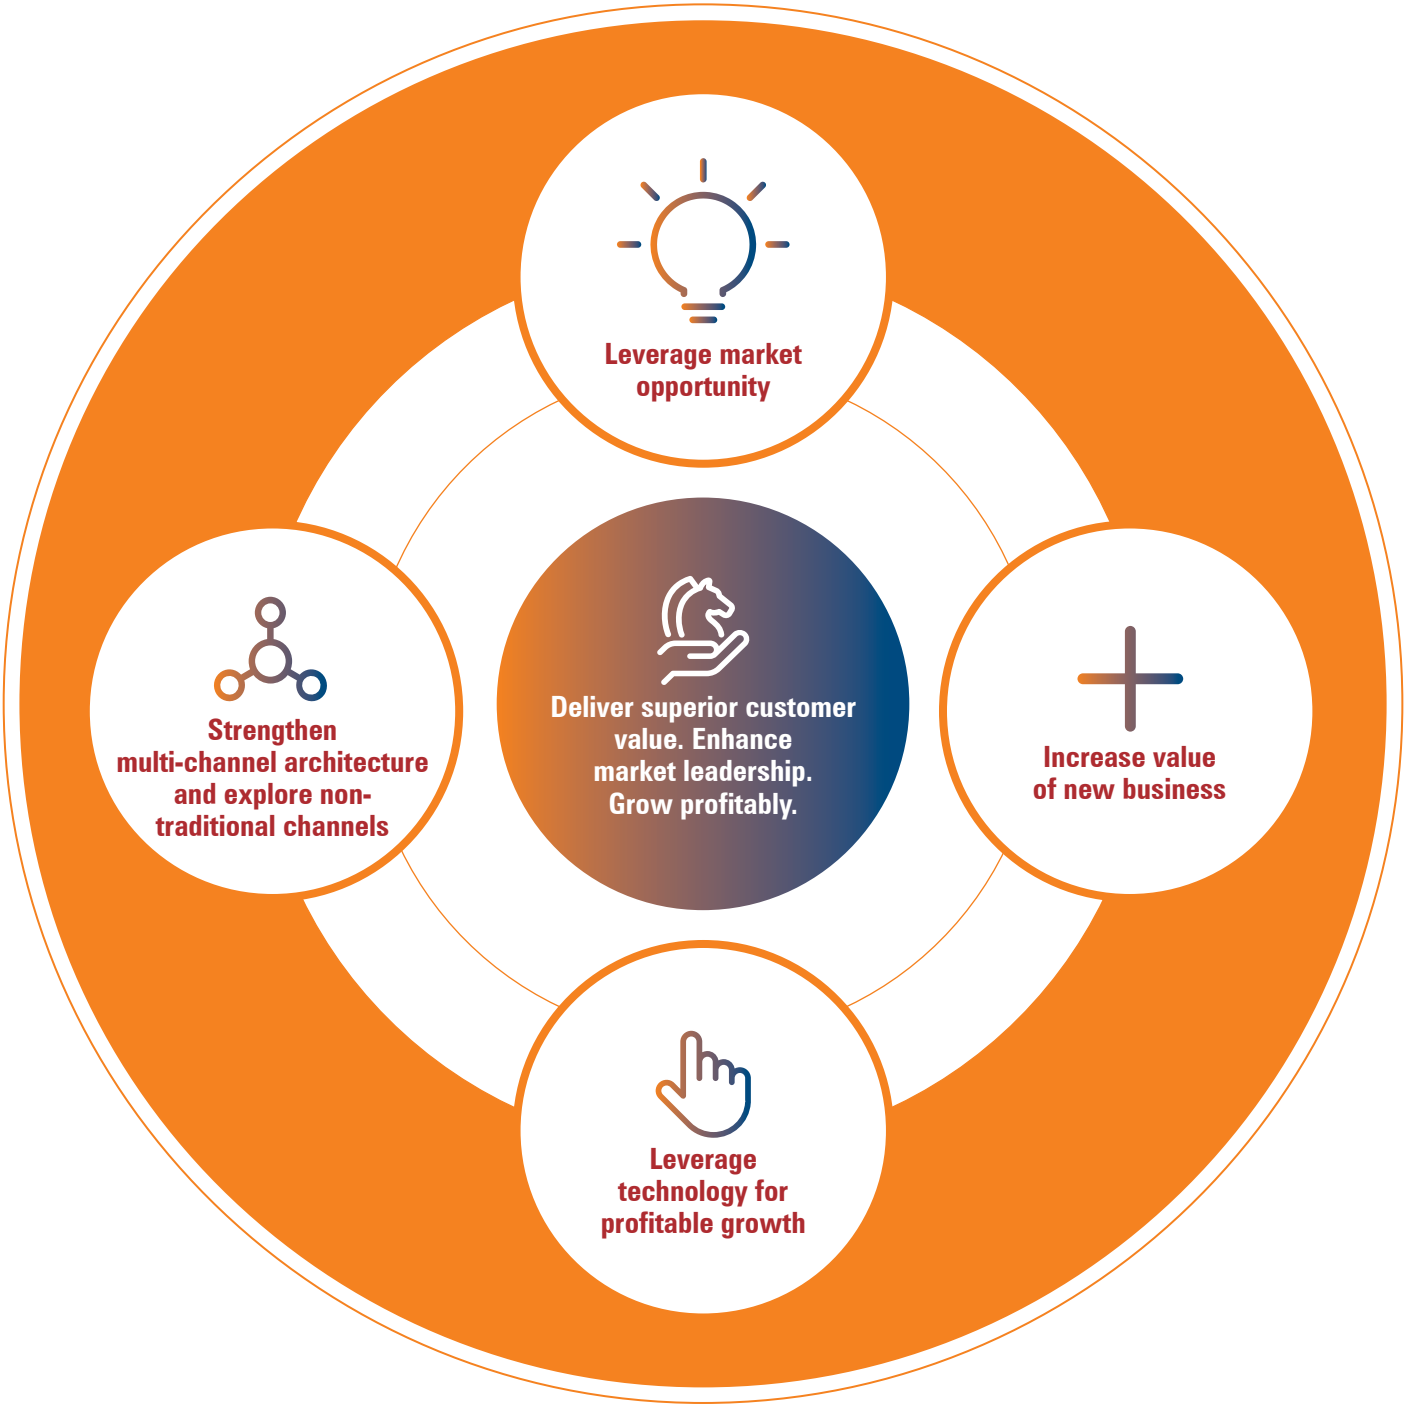 Leverage market
opportunity
Strengthen
multi-channel architecture
and explore non-
traditional channels
Deliver superior customer
value. Enhance
market leadership.
Grow profitably.
Increase value
of new business
Leverage
technology for
profitable growth